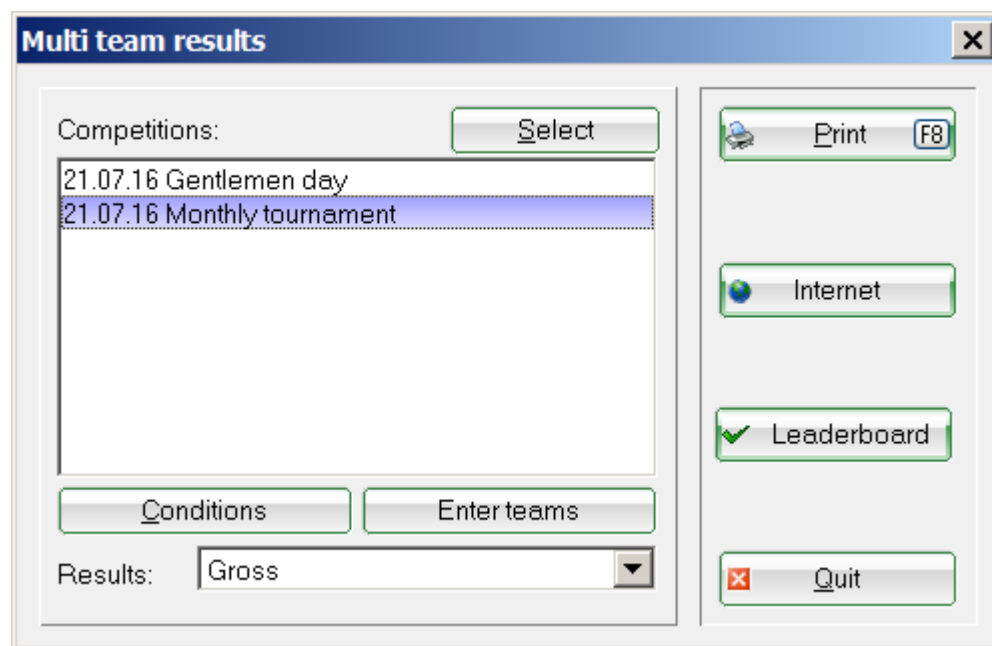 Multi team results
Competitions:
Select
21.07.16 Gentlemen day
21.07.16 Monthly tournament
Conditions
Enter teams
Results:
Gross
Print F8
Internet
Leaderboard
Quit